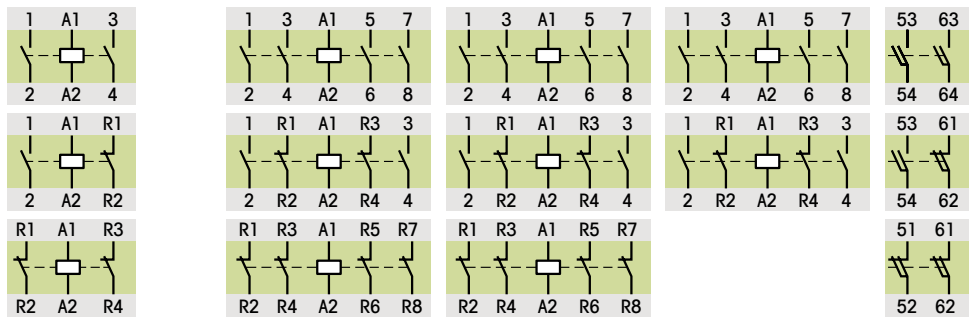 1 A1 3 1 3 A1 5 7 1 3 A1 5 7 1 3 A1 5 7 53 63
2 A2 4 2 4 A2 6 8 2 4 A2 6 8 2 4 A2 6 8 54 64
1 A1 R1 1 R1 A1 R3 3 1 R1 A1 R3 3 1 R1 A1 R3 3 53 61
2 A2 R2 2 R2 A2 R4 4 2 R2 A2 R4 4 2 R2 A2 R4 4 54 62
R1 A1 R3 R1 R3 A1 R5 R7 R1 R3 A1 R5 R7 51 61
R2 A2 R4 R2 R4 A2 R6 R8 R2 R4 A2 R6 R8 52 62